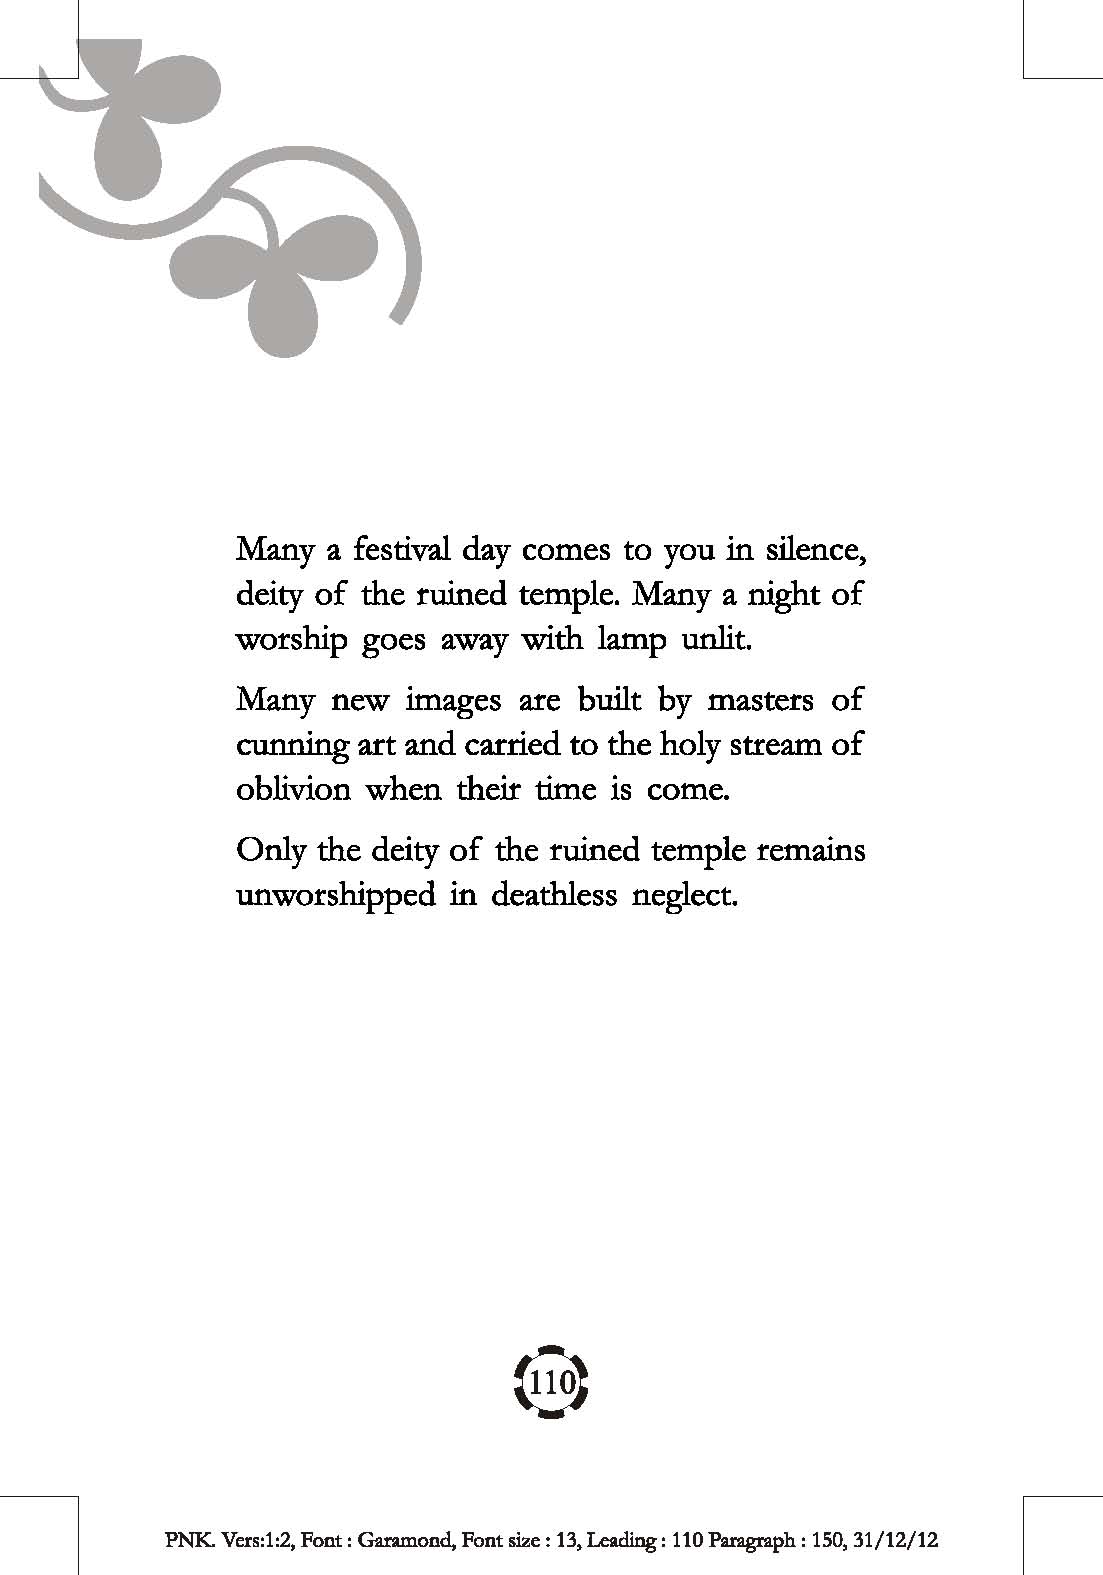 Many a festival day comes to you in silence,
deity of the ruined temple. Many a night of
worship goes away with lamp unlit.
Many new images are built by masters of
cunning art and carried to the holy stream of
oblivion when their time is come.
Only the deity of the ruined temple remains
unworshipped in deathless neglect.
110
PNK. Vers:1:2, Font : Garamond, Font size : 13, Leading : 110 Paragraph : 150, 31/12/12